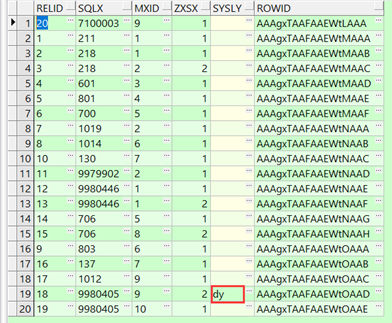 RELID SQLX MXID ZXSX SYSLY ROWID
1 20 7100003 9 1 AAAgxTAAFAAEWtLAAA
2 1 211 1 1 AAAgxTAAFAAEWtMAAA
3 2 218 1 1 AAAgxTAAFAAEWtMAAB
4 3 218 2 2 AAAgxTAAFAAEWtMAAC
5 4 601 3 1 AAAgxTAAFAAEWtMAAD
6 5 801 4 1 AAAgxTAAFAAEWtMAAE
7 6 700 5 1 AAAgxTAAFAAEWtMAAF
8 7 1019 2 1 AAAgxTAAFAAEWtNAAA
9 8 1014 6 1 AAAgxTAAFAAEWtNAAB
10 10 130 7 1 AAAgxTAAFAAEWtNAAC
11 11 9979902 2 1 AAAgxTAAFAAEWtNAAD
12 12 9980446 1 1 AAAgxTAAFAAEWtNAAE
13 13 9980446 1 2 AAAgxTAAFAAEWtNAAF
14 14 706 5 1 AAAgxTAAFAAEWtNAAG
15 15 706 8 2 AAAgxTAAFAAEWtNAAH
16 9 803 6 1 AAAgxTAAFAAEWtOAAA
17 16 137 7 1 AAAgxTAAFAAEWtOAAB
18 17 1012 9 1 AAAgxTAAFAAEWtOAAC
19 18 9980405 9 2 dy AAAgxTAAFAAEWtOAAD
20 19 9980405 10 1 AAAgxTAAFAAEWtOAAE